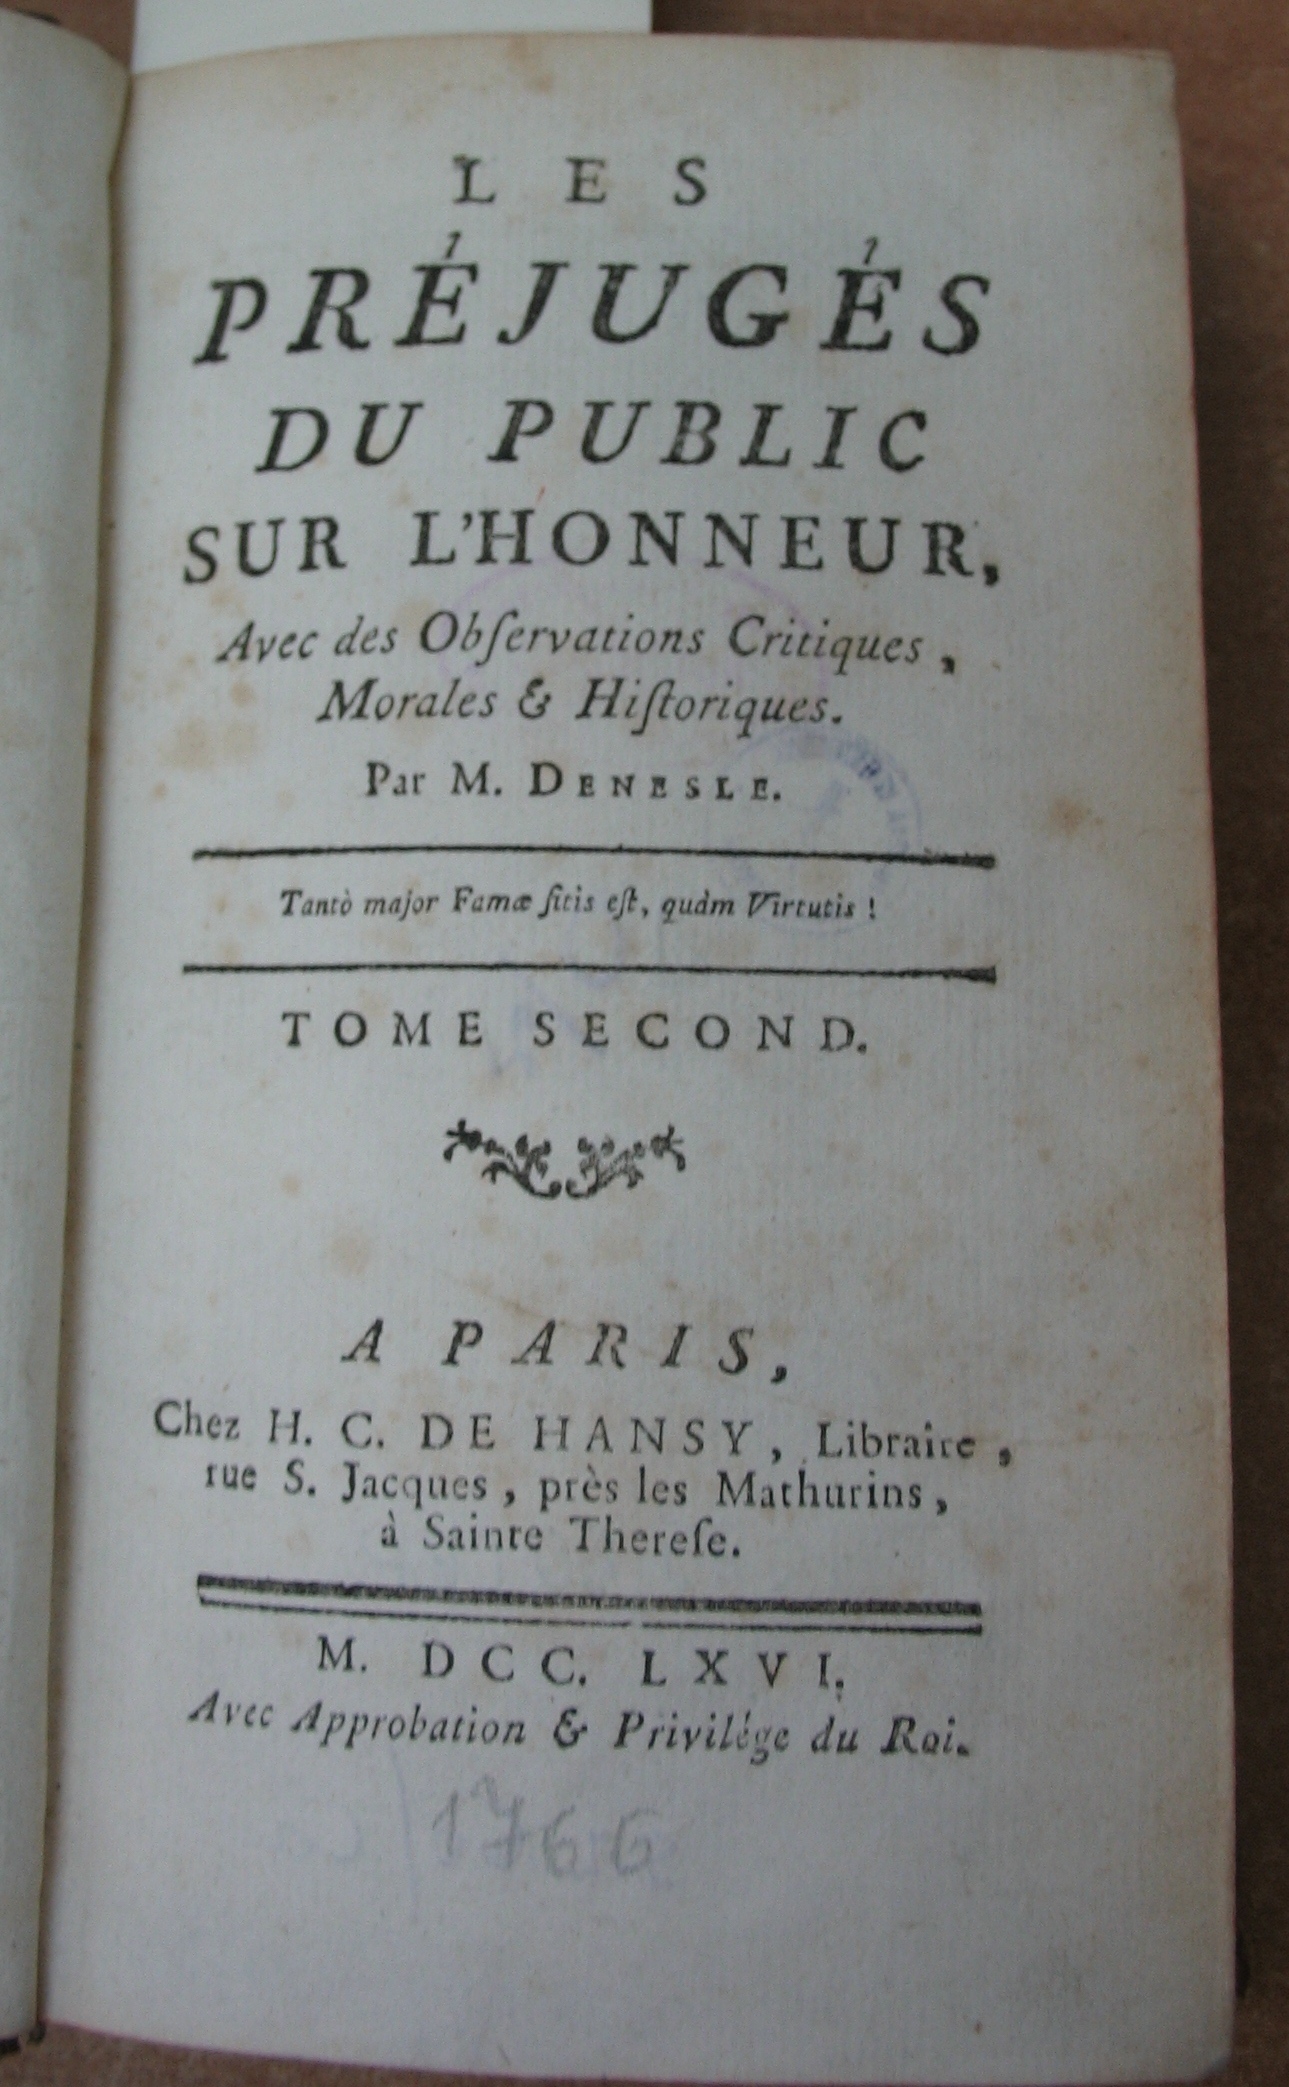 LES
PRÉJUGÉS
DU PUBLIC
SUR L'HONNEUR,
Avec des Obſervations Critiques,
Morales & Hiſtoriques.
Par M. DENESLE.
Tantò major Famæ ſitis eſt, quàm Virtutis !
TOME SECOND.
A PARIS,
Chez H. C. DE HANSY, Libraire,
rue S. Jacques, près les Mathurins,
à Sainte Thereſe.
M. DCC. LXVI.
Avec Approbation & Privilége du Roi.
1766